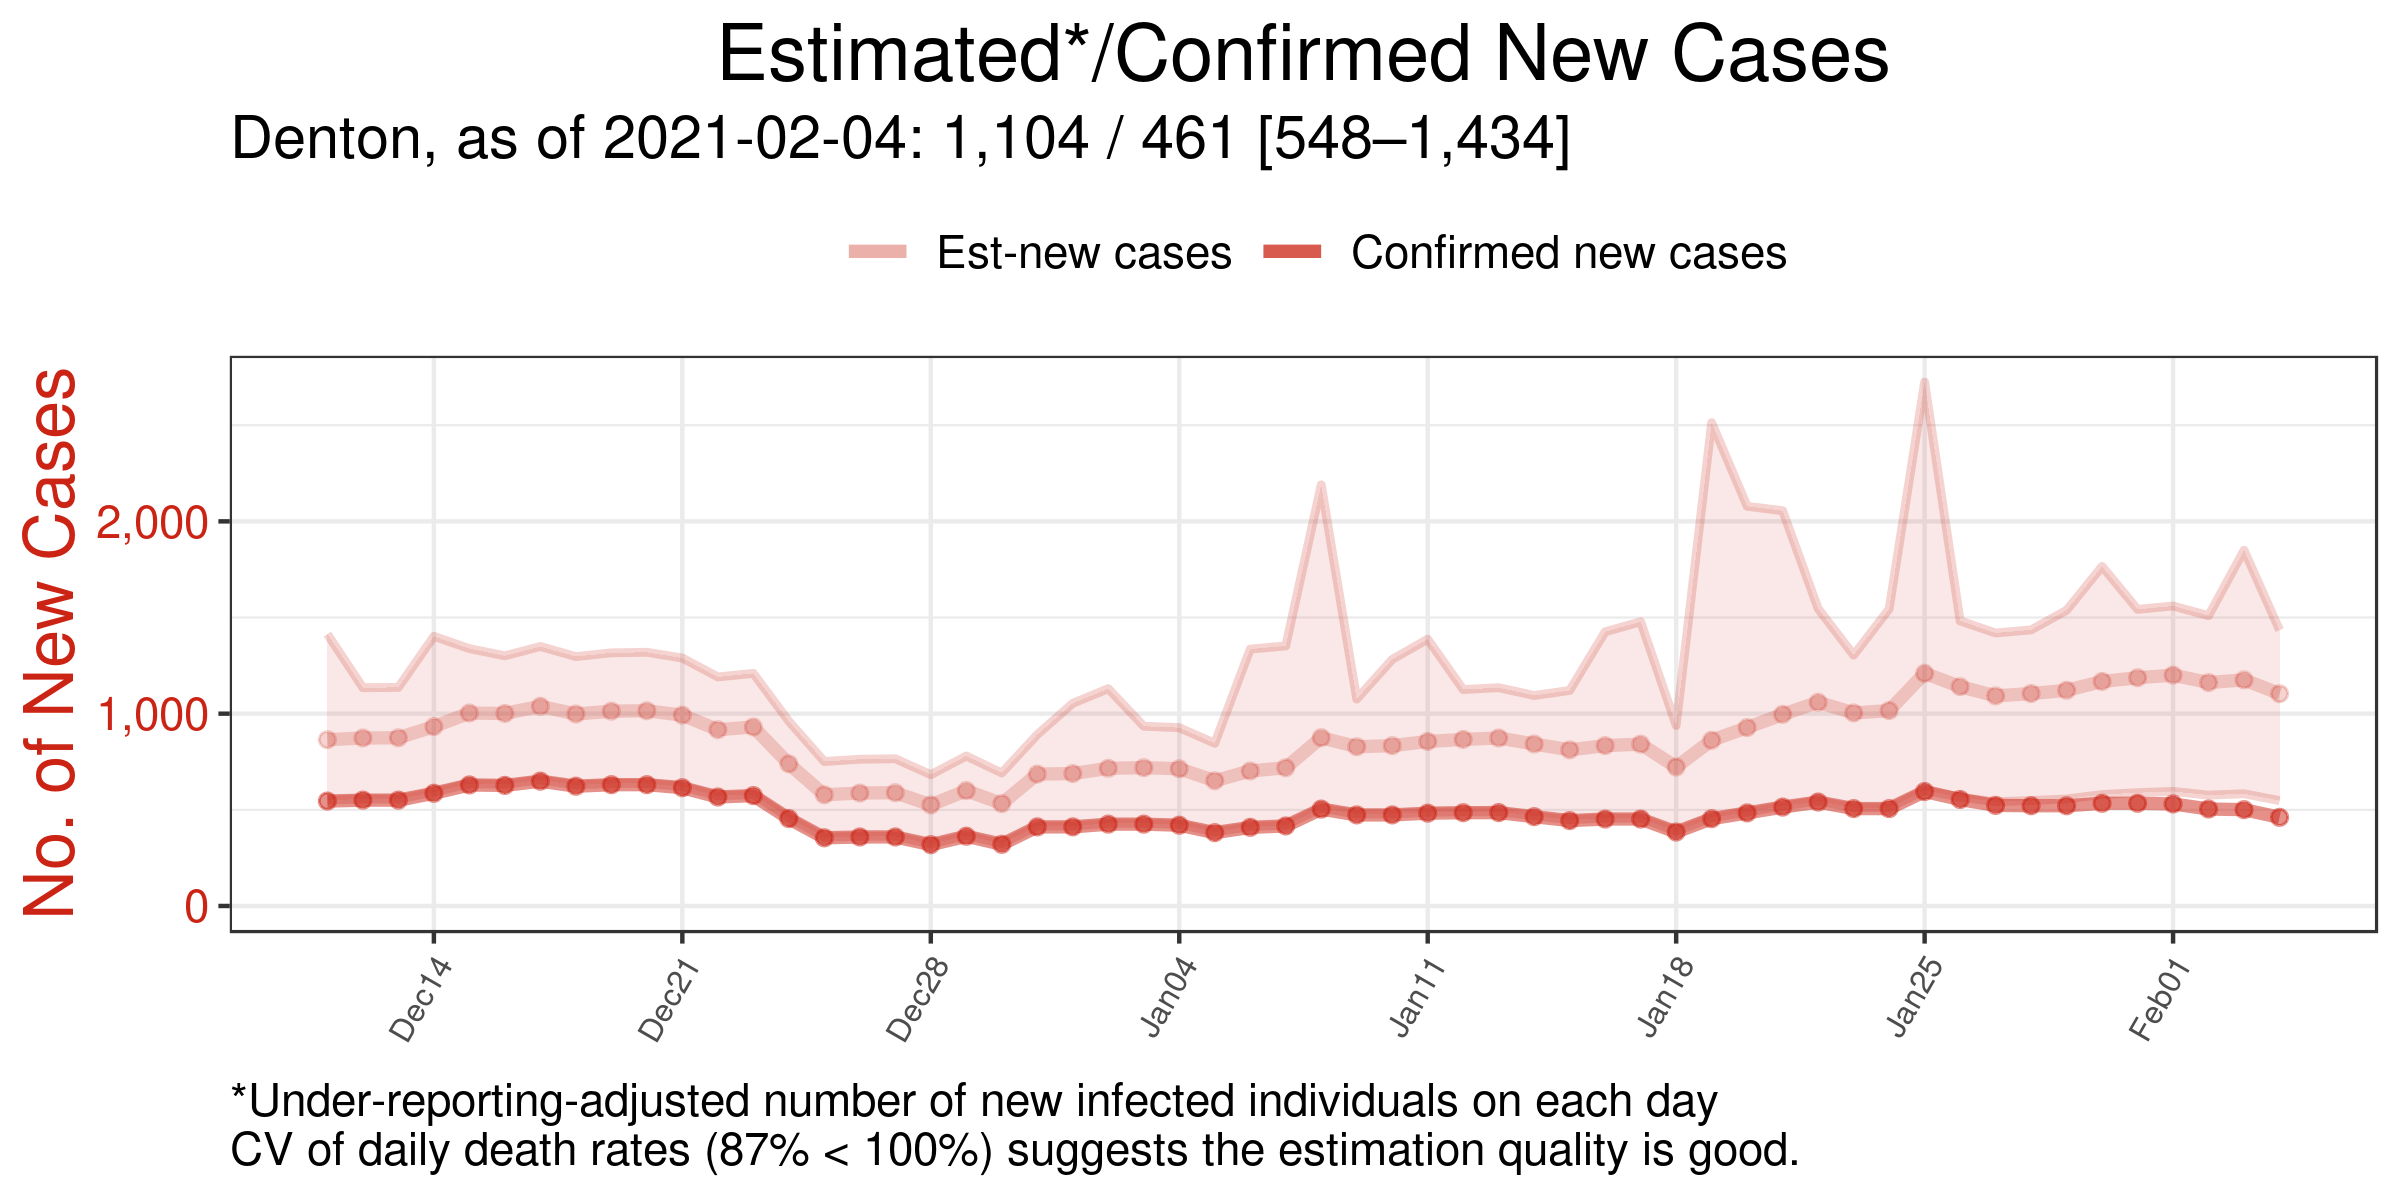 Estimated*/Confirmed New Cases
Denton, as of 2021-02-04: 1,104 / 461 [548–1,434]
Est-new cases
Confirmed new cases
No. of New Cases
2,000
1,000
0
Dec14
Dec21
Dec28
Jan04
Jan11
Jan18
Jan25
Feb01
*Under-reporting-adjusted number of new infected individuals on each day
CV of daily death rates (87% < 100%) suggests the estimation quality is good.